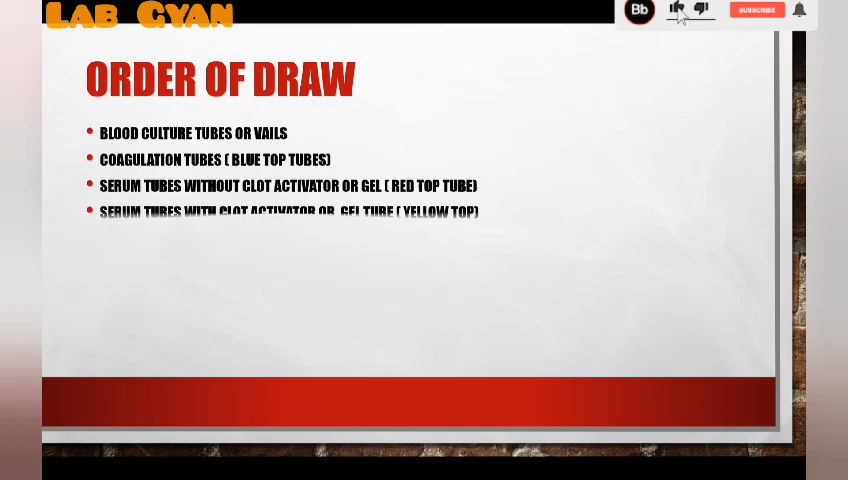 LAB GYAN
Bb
SUBSCRIBE
ORDER OF DRAW
• BLOOD CULTURE TUBES OR VAILS
• COAGULATION TUBES ( BLUE TOP TUBES)
• SERUM TUBES WITHOUT CLOT ACTIVATOR OR GEL ( RED TOP TUBE)
• SERUM TUBES WITH CLOT ACTIVATOR OR GEL TUBE ( YELLOW TOP)